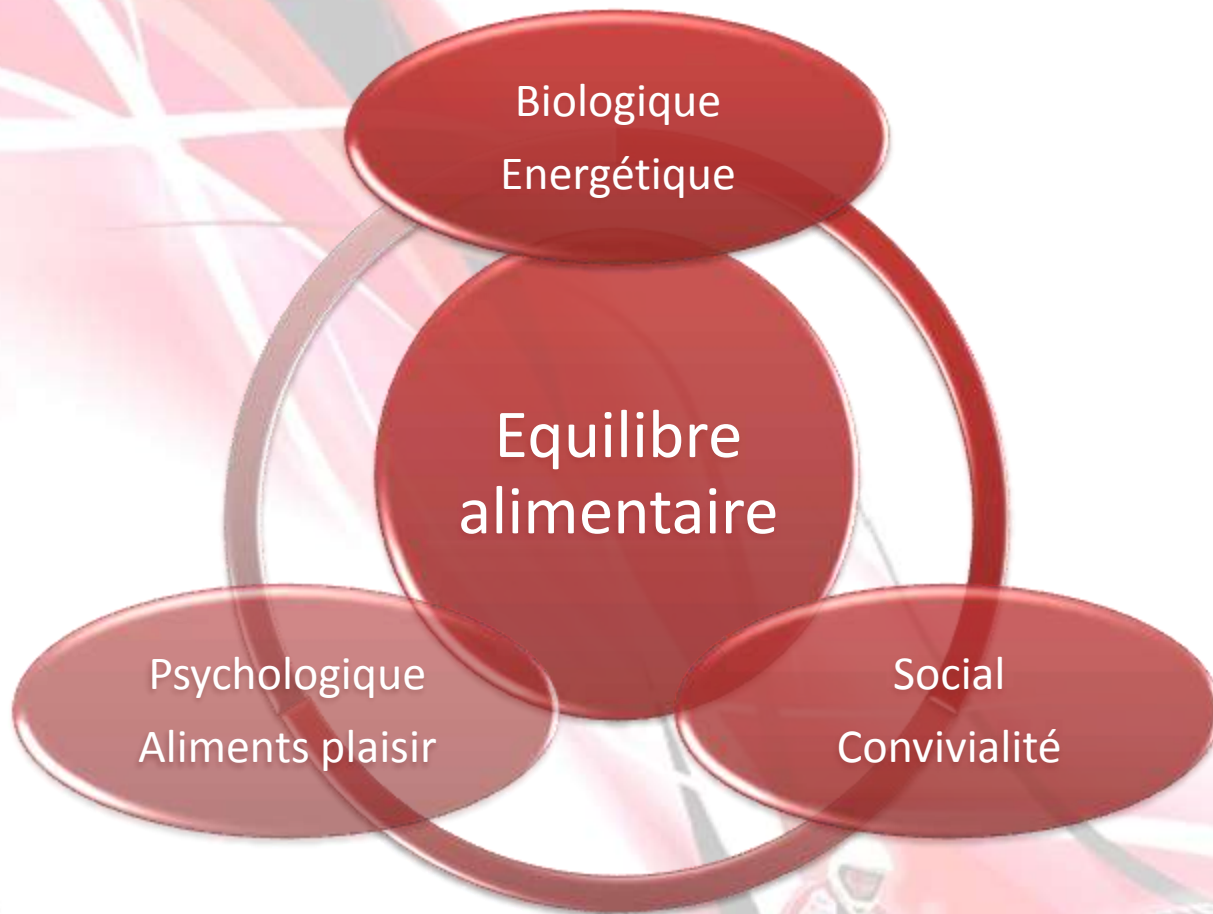 Biologique
Energétique
Equilibre
alimentaire
Psychologique
Aliments plaisir
Social
Convivialité